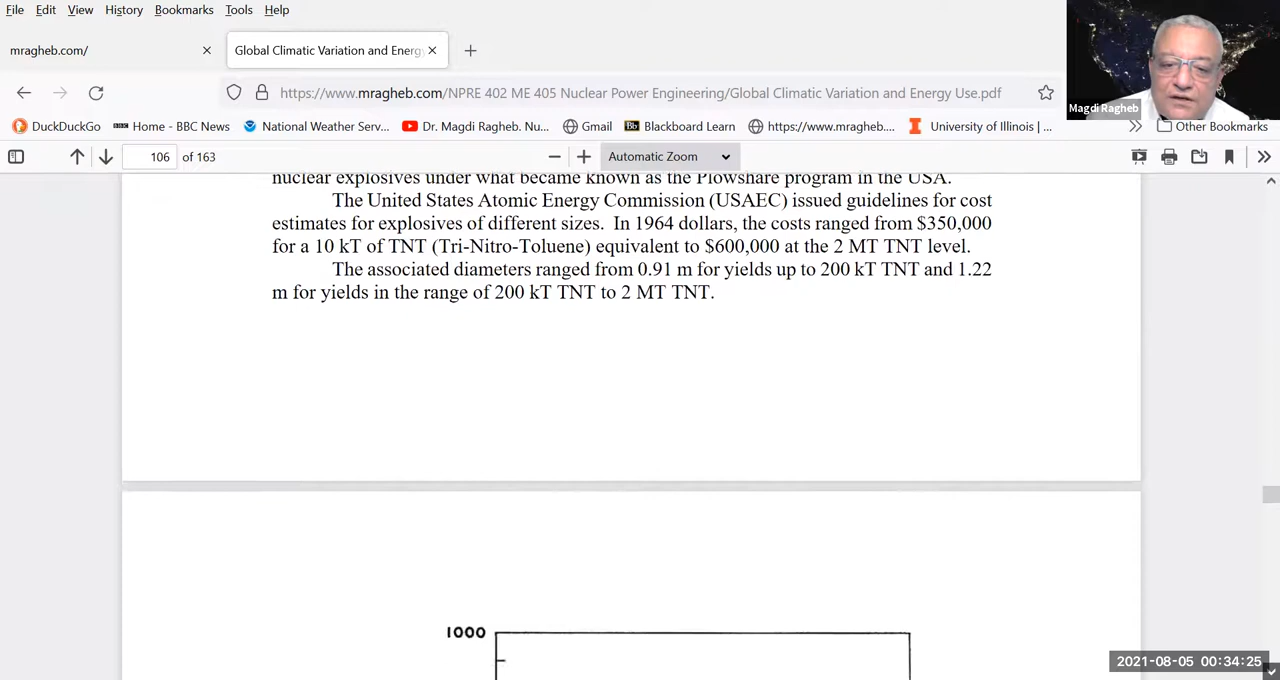 File Edit View History Bookmarks Tools Help
mragheb.com/
Global Climatic Variation and Energ
https://www.mragheb.com/NPRE 402 ME 405 Nuclear Power Engineering/Global Climatic Variation and Energy Use.pdf
Magdi Ragheb
DuckDuckGo BBC Home - BBC News National Weather Serv... Dr. Magdi Ragheb. Nu... Gmail Bb Blackboard Learn https://www.mragheb.... University of Illinois | ... Other Bookmarks
106 of 163 Automatic Zoom
nuclear explosives under what became known as the Plowshare program in the USA.
The United States Atomic Energy Commission (USAEC) issued guidelines for cost
estimates for explosives of different sizes. In 1964 dollars, the costs ranged from $350,000
for a 10 kT of TNT (Tri-Nitro-Toluene) equivalent to $600,000 at the 2 MT TNT level.
The associated diameters ranged from 0.91 m for yields up to 200 kT TNT and 1.22
m for yields in the range of 200 kT TNT to 2 MT TNT.
1000
2021-08-05 00:34:25